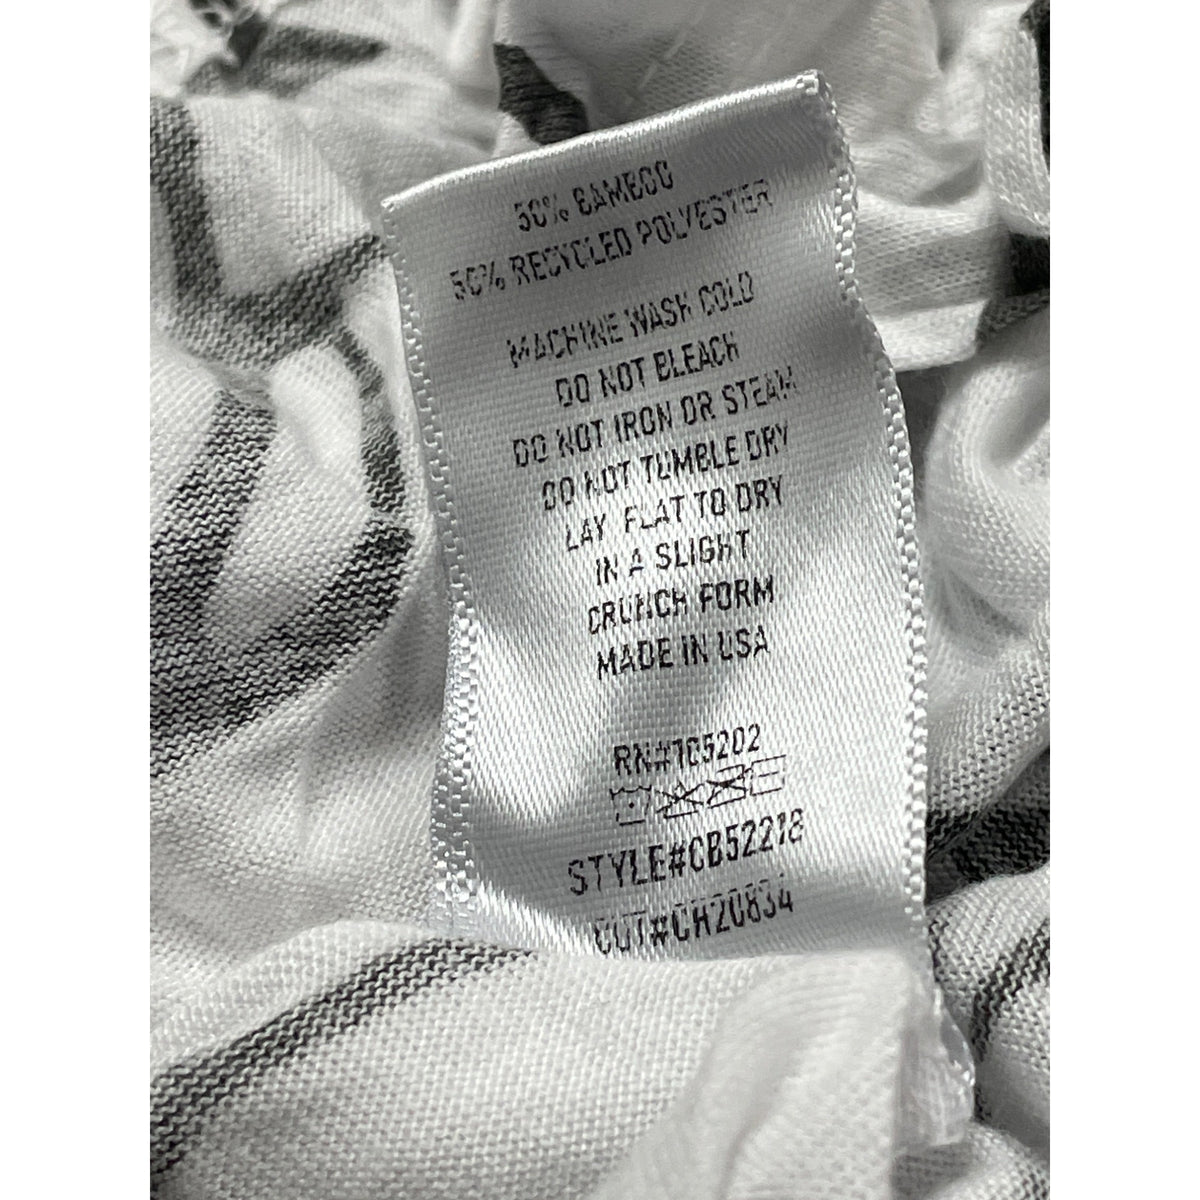 50% BAMBOO
50% RECYCLED POLYESTER
MACHINE WASH COLD
DO NOT BLEACH
DO NOT IRON OR STEAM
DO NOT TUMBLE DRY
LAY FLAT TO DRY
IN A SLIGHT
CRUNCH FORM
MADE IN USA
RN#105202
STYLE#CB52218
CUT#CH20834